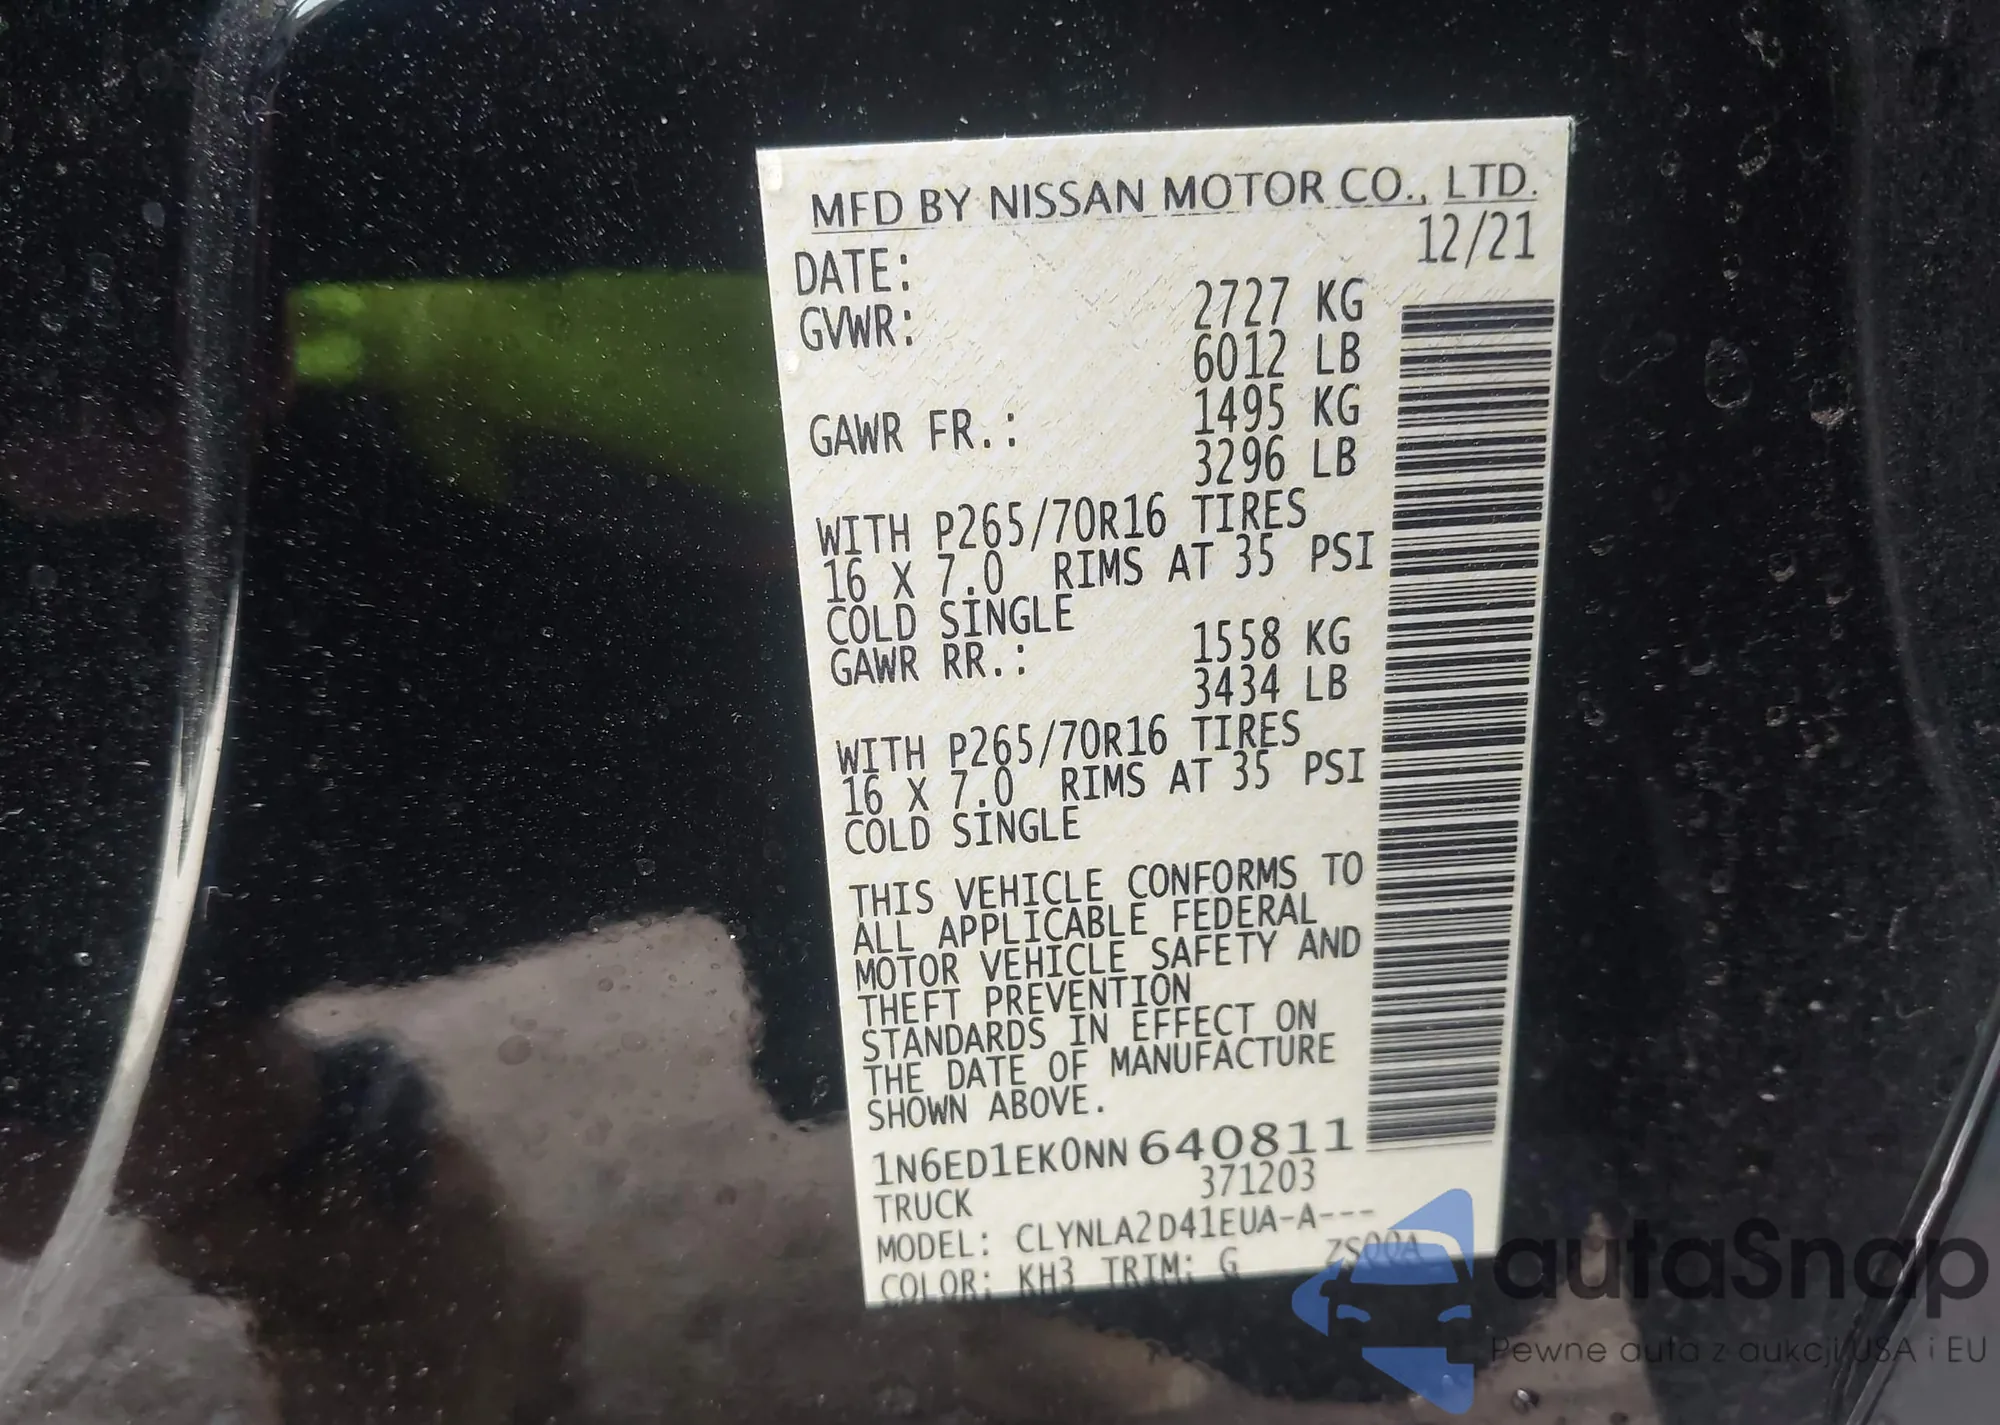 MFD BY NISSAN MOTOR CO., LTD.
DATE: 12/21
GVWR: 2727 KG
6012 LB
GAWR FR.: 1495 KG
3296 LB
WITH P265/70R16 TIRES
16 X 7.0 RIMS AT 35 PSI
COLD SINGLE
GAWR RR.: 1558 KG
3434 LB
WITH P265/70R16 TIRES
16 X 7.0 RIMS AT 35 PSI
COLD SINGLE
THIS VEHICLE CONFORMS TO
ALL APPLICABLE FEDERAL
MOTOR VEHICLE SAFETY AND
THEFT PREVENTION
STANDARDS IN EFFECT ON
THE DATE OF MANUFACTURE
SHOWN ABOVE.
1N6ED1EK0NN640811
TRUCK 371203
MODEL: CLYNLA2D41EUA-A---
COLOR: KH3 TRIM: G ZS00A
autaSnap
Pewne auta z aukcji USA i EU